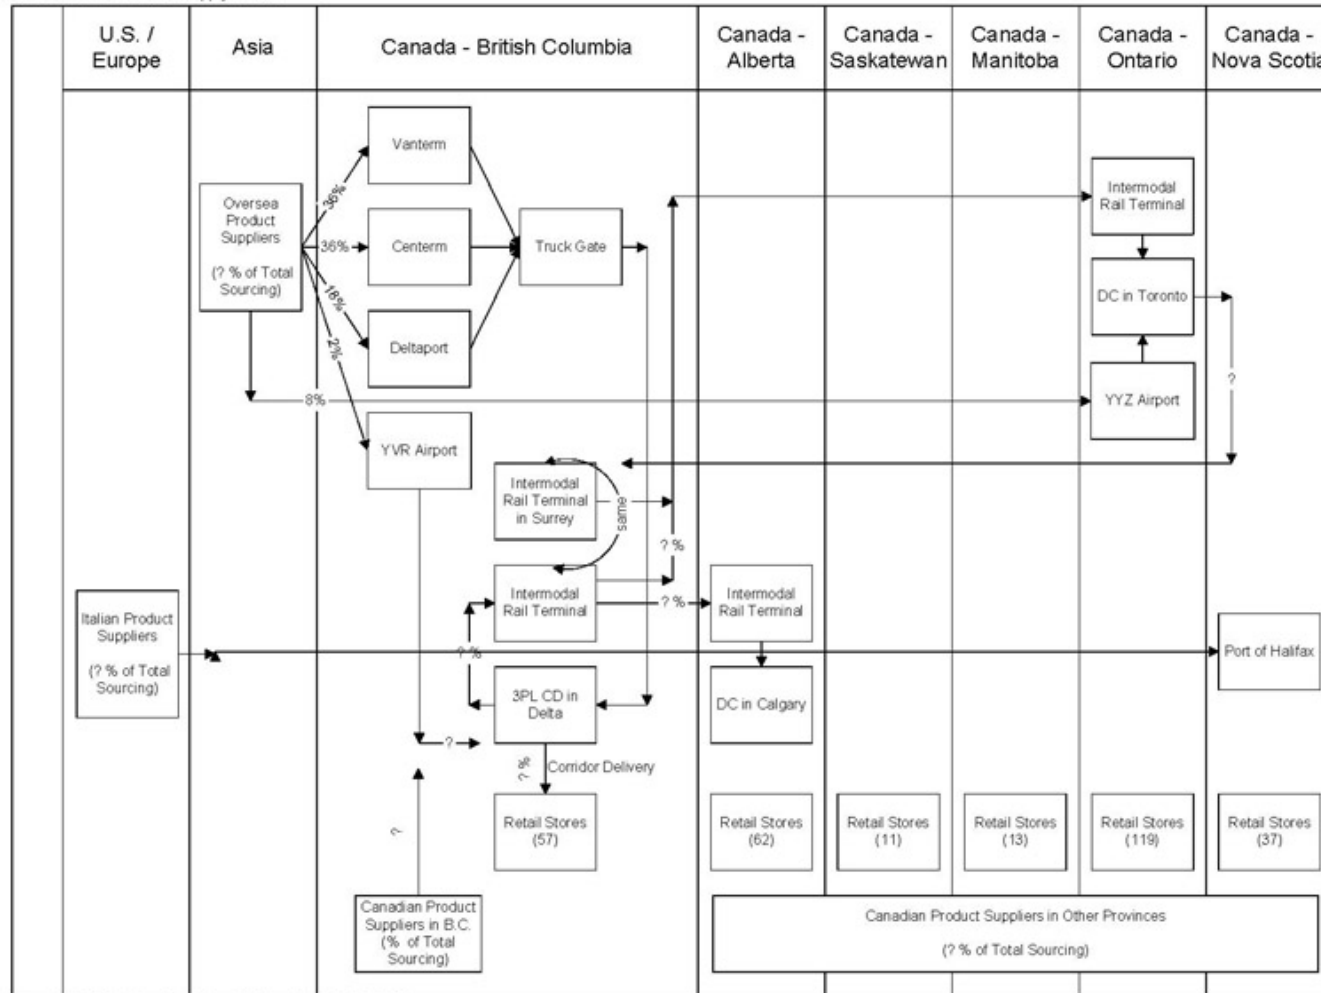 U.S. /
Europe
Asia
Canada - British Columbia
Canada -
Alberta
Canada -
Saskatewan
Canada -
Manitoba
Canada -
Ontario
Canada -
Nova Scotia
Vanterm
Oversea
Product
Suppliers
(? % of Total
Sourcing)
36%
36%
18%
2%
Centerm
Truck Gate
Deltaport
8%
YVR Airport
Intermodal
Rail Terminal
DC in Toronto
YYZ Airport
?
Intermodal
Rail Terminal
in Surrey
same
? %
Intermodal
Rail Terminal
? %
Intermodal
Rail Terminal
Italian Product
Suppliers
(? % of Total
Sourcing)
? %
Port of Halifax
3PL CD in
Delta
DC in Calgary
?
? %
Corridor Delivery
?
Retail Stores
(57)
Retail Stores
(62)
Retail Stores
(11)
Retail Stores
(13)
Retail Stores
(119)
Retail Stores
(37)
Canadian Product
Suppliers in B.C.
(% of Total
Sourcing)
Canadian Product Suppliers in Other Provinces
(? % of Total Sourcing)